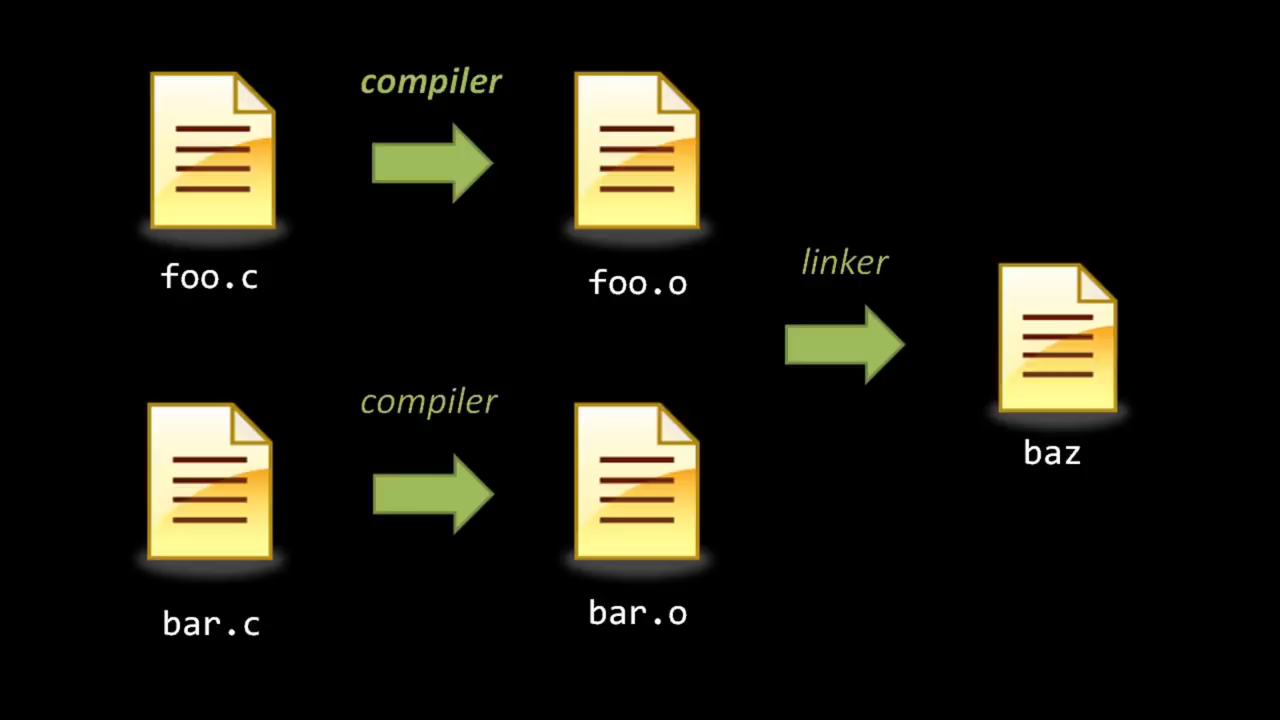 compiler
foo.c
foo.o
linker
compiler
baz
bar.c
bar.o